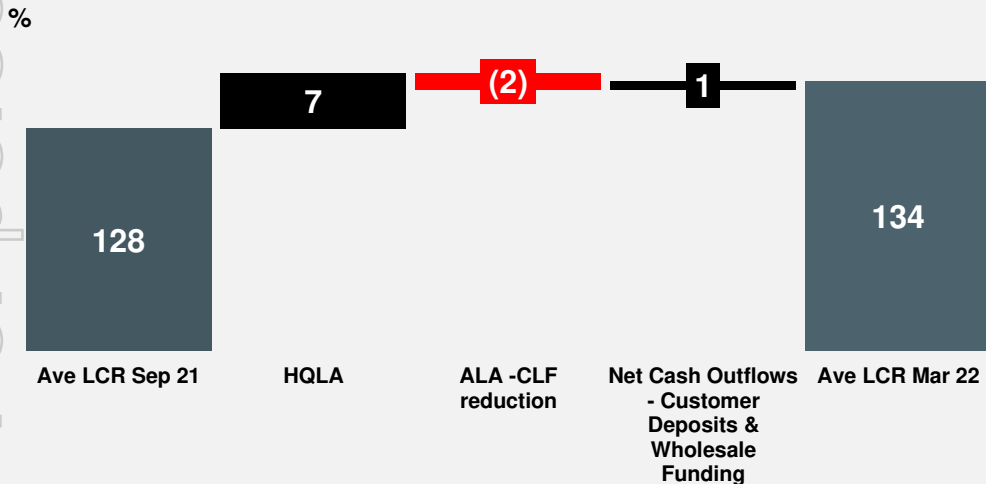 %
7
(2)
1
128
134
Ave LCR Sep 21
HQLA
ALA -CLF
reduction
Net Cash Outflows
- Customer
Deposits &
Wholesale
Funding
Ave LCR Mar 22